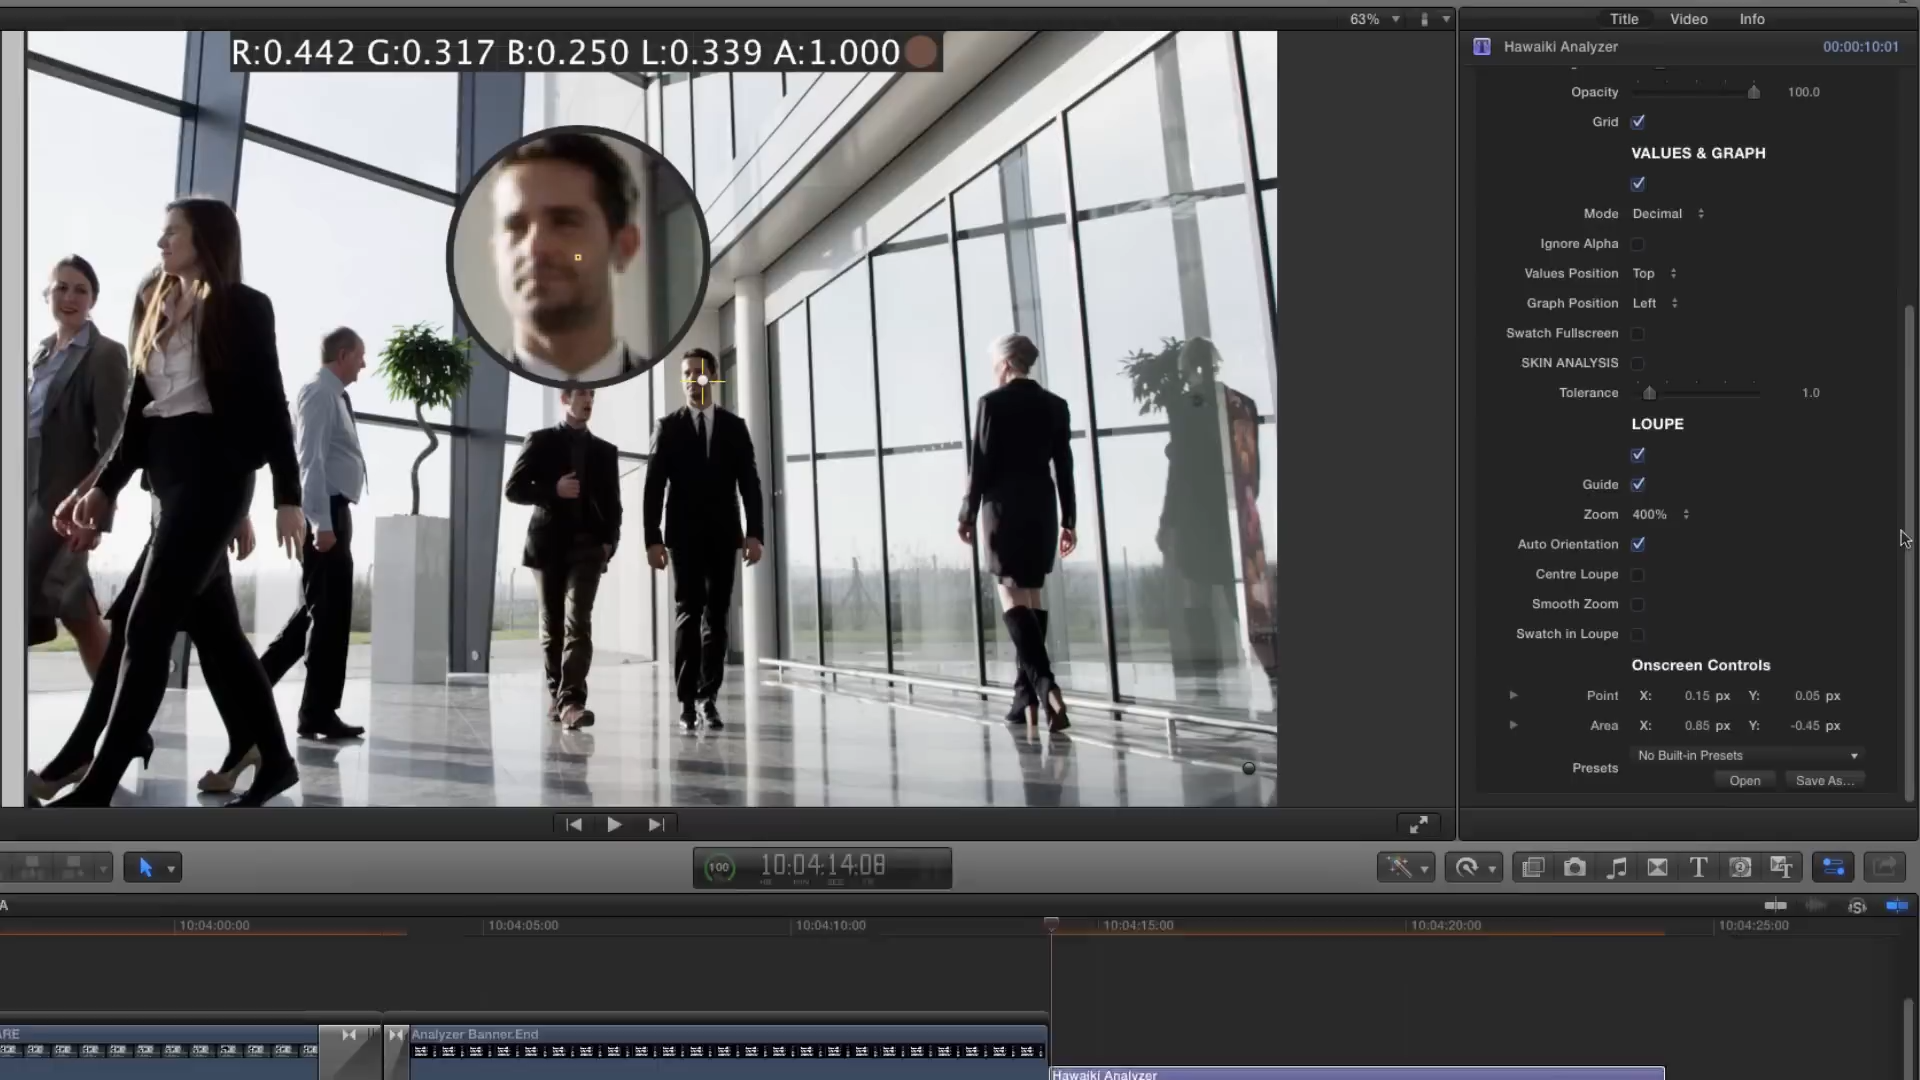 63%
Title Video Info
R:0.442 G:0.317 B:0.250 L:0.339 A:1.000
Hawaiki Analyzer 00:00:10:01
Opacity 100.0
Grid
VALUES & GRAPH
Mode Decimal
Ignore Alpha
Values Position Top
Graph Position Left
Swatch Fullscreen
SKIN ANALYSIS
Tolerance 1.0
LOUPE
Guide
Zoom 400%
Auto Orientation
Centre Loupe
Smooth Zoom
Swatch in Loupe
Onscreen Controls
Point X: 0.15 px Y: 0.05 px
Area X: 0.85 px Y: -0.45 px
Presets No Built-in Presets
Open Save As...
100 10:04:14:08
A
10:04:00:00 10:04:05:00 10:04:10:00 10:04:15:00 10:04:20:00 10:04:25:00
ARE Analyzer Banner.End
Hawaiki Analyzer